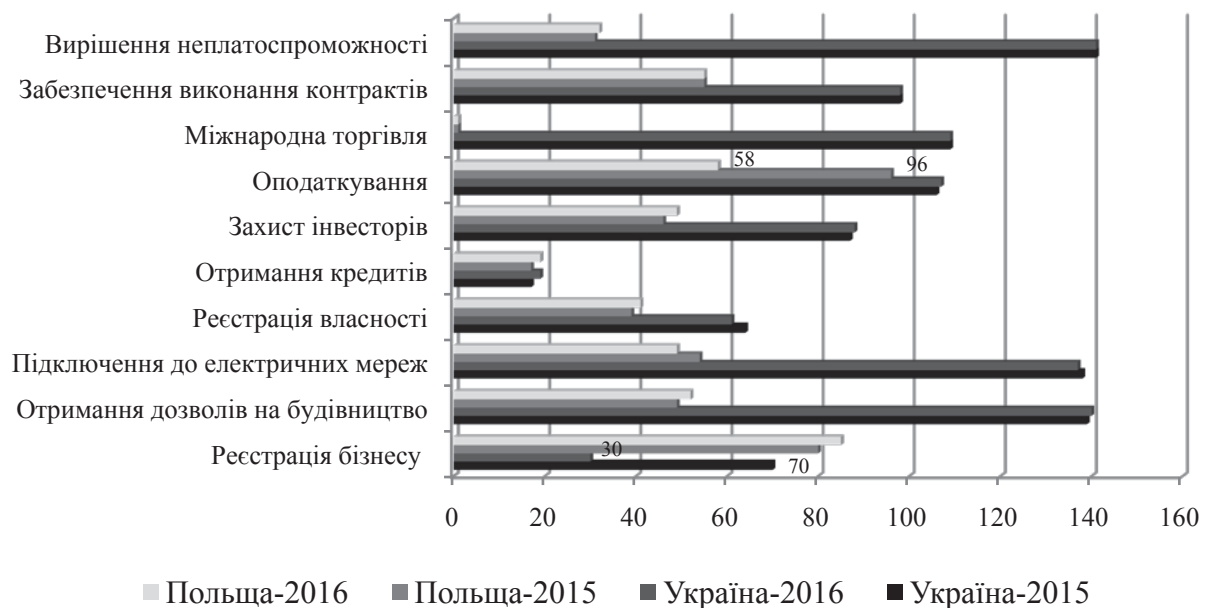 Вирішення неплатоспроможності
Забезпечення виконання контрактів
Міжнародна торгівля
58
96
Оподаткування
Захист інвесторів
Отримання кредитів
Реєстрація власності
Підключення до електричних мереж
Отримання дозволів на будівництво
30
Реєстрація бізнесу
70
0 20 40 60 80 100 120 140 160
Польща-2016 Польща-2015 Україна-2016 Україна-2015